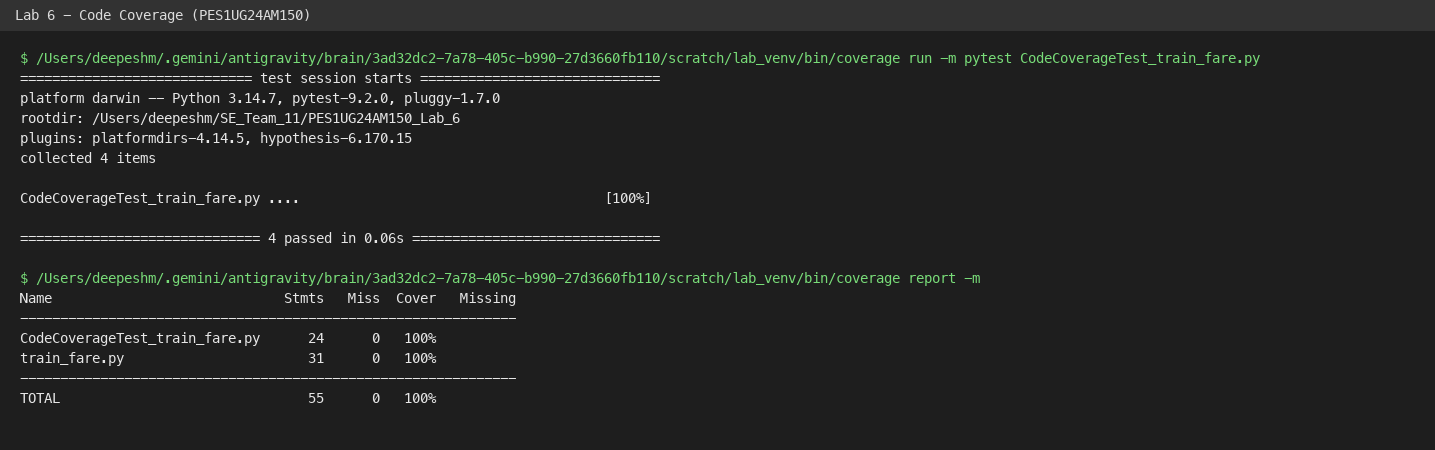 Lab 6 – Code Coverage (PES1UG24AM150)
$ /Users/deepeshm/.gemini/antigravity/brain/3ad32dc2-7a78-405c-b990-27d3660fb110/scratch/lab_venv/bin/coverage run -m pytest CodeCoverageTest_train_fare.py
============================= test session starts ==============================
platform darwin -- Python 3.14.7, pytest-9.2.0, pluggy-1.7.0
rootdir: /Users/deepeshm/SE_Team_11/PES1UG24AM150_Lab_6
plugins: platformdirs-4.14.5, hypothesis-6.170.15
collected 4 items
CodeCoverageTest_train_fare.py .... [100%]
============================== 4 passed in 0.06s ===============================
$ /Users/deepeshm/.gemini/antigravity/brain/3ad32dc2-7a78-405c-b990-27d3660fb110/scratch/lab_venv/bin/coverage report -m
Name Stmts Miss Cover Missing
--------------------------------------------------------------
CodeCoverageTest_train_fare.py 24 0 100%
train_fare.py 31 0 100%
--------------------------------------------------------------
TOTAL 55 0 100%